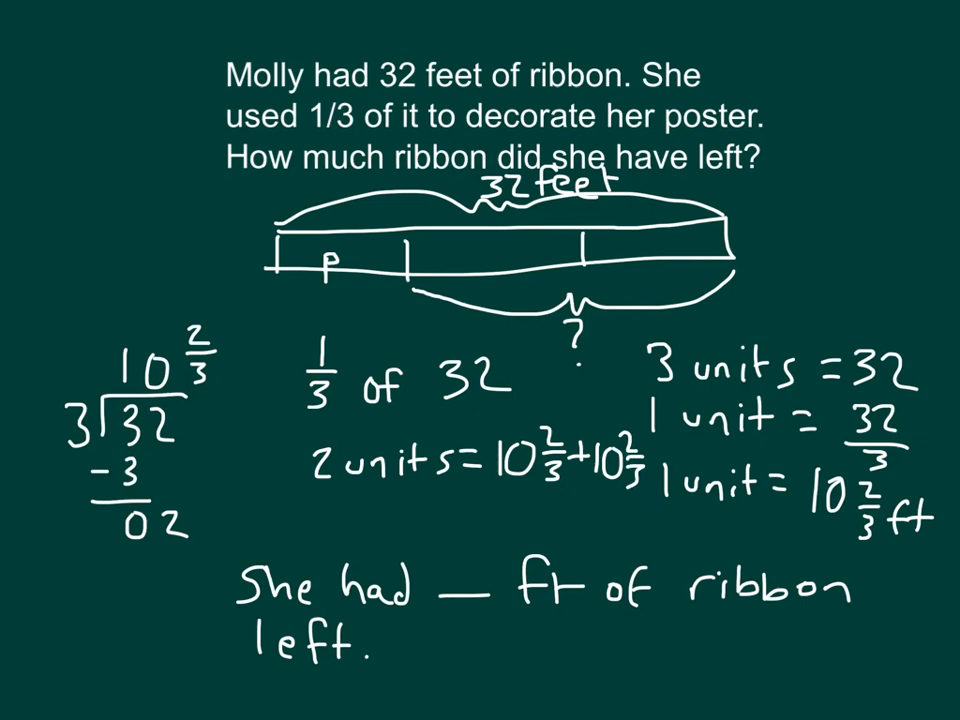 Molly had 32 feet of ribbon. She
used 1/3 of it to decorate her poster.
How much ribbon did she have left?
32 feet
P
?
10 2/3
3 32
- 3
02
1/3 of 32
2 units = 10 2/3 + 10 2/3
3 units = 32
1 unit = 32/3
1 unit = 10 2/3 ft
She had __ ft of ribbon
left.